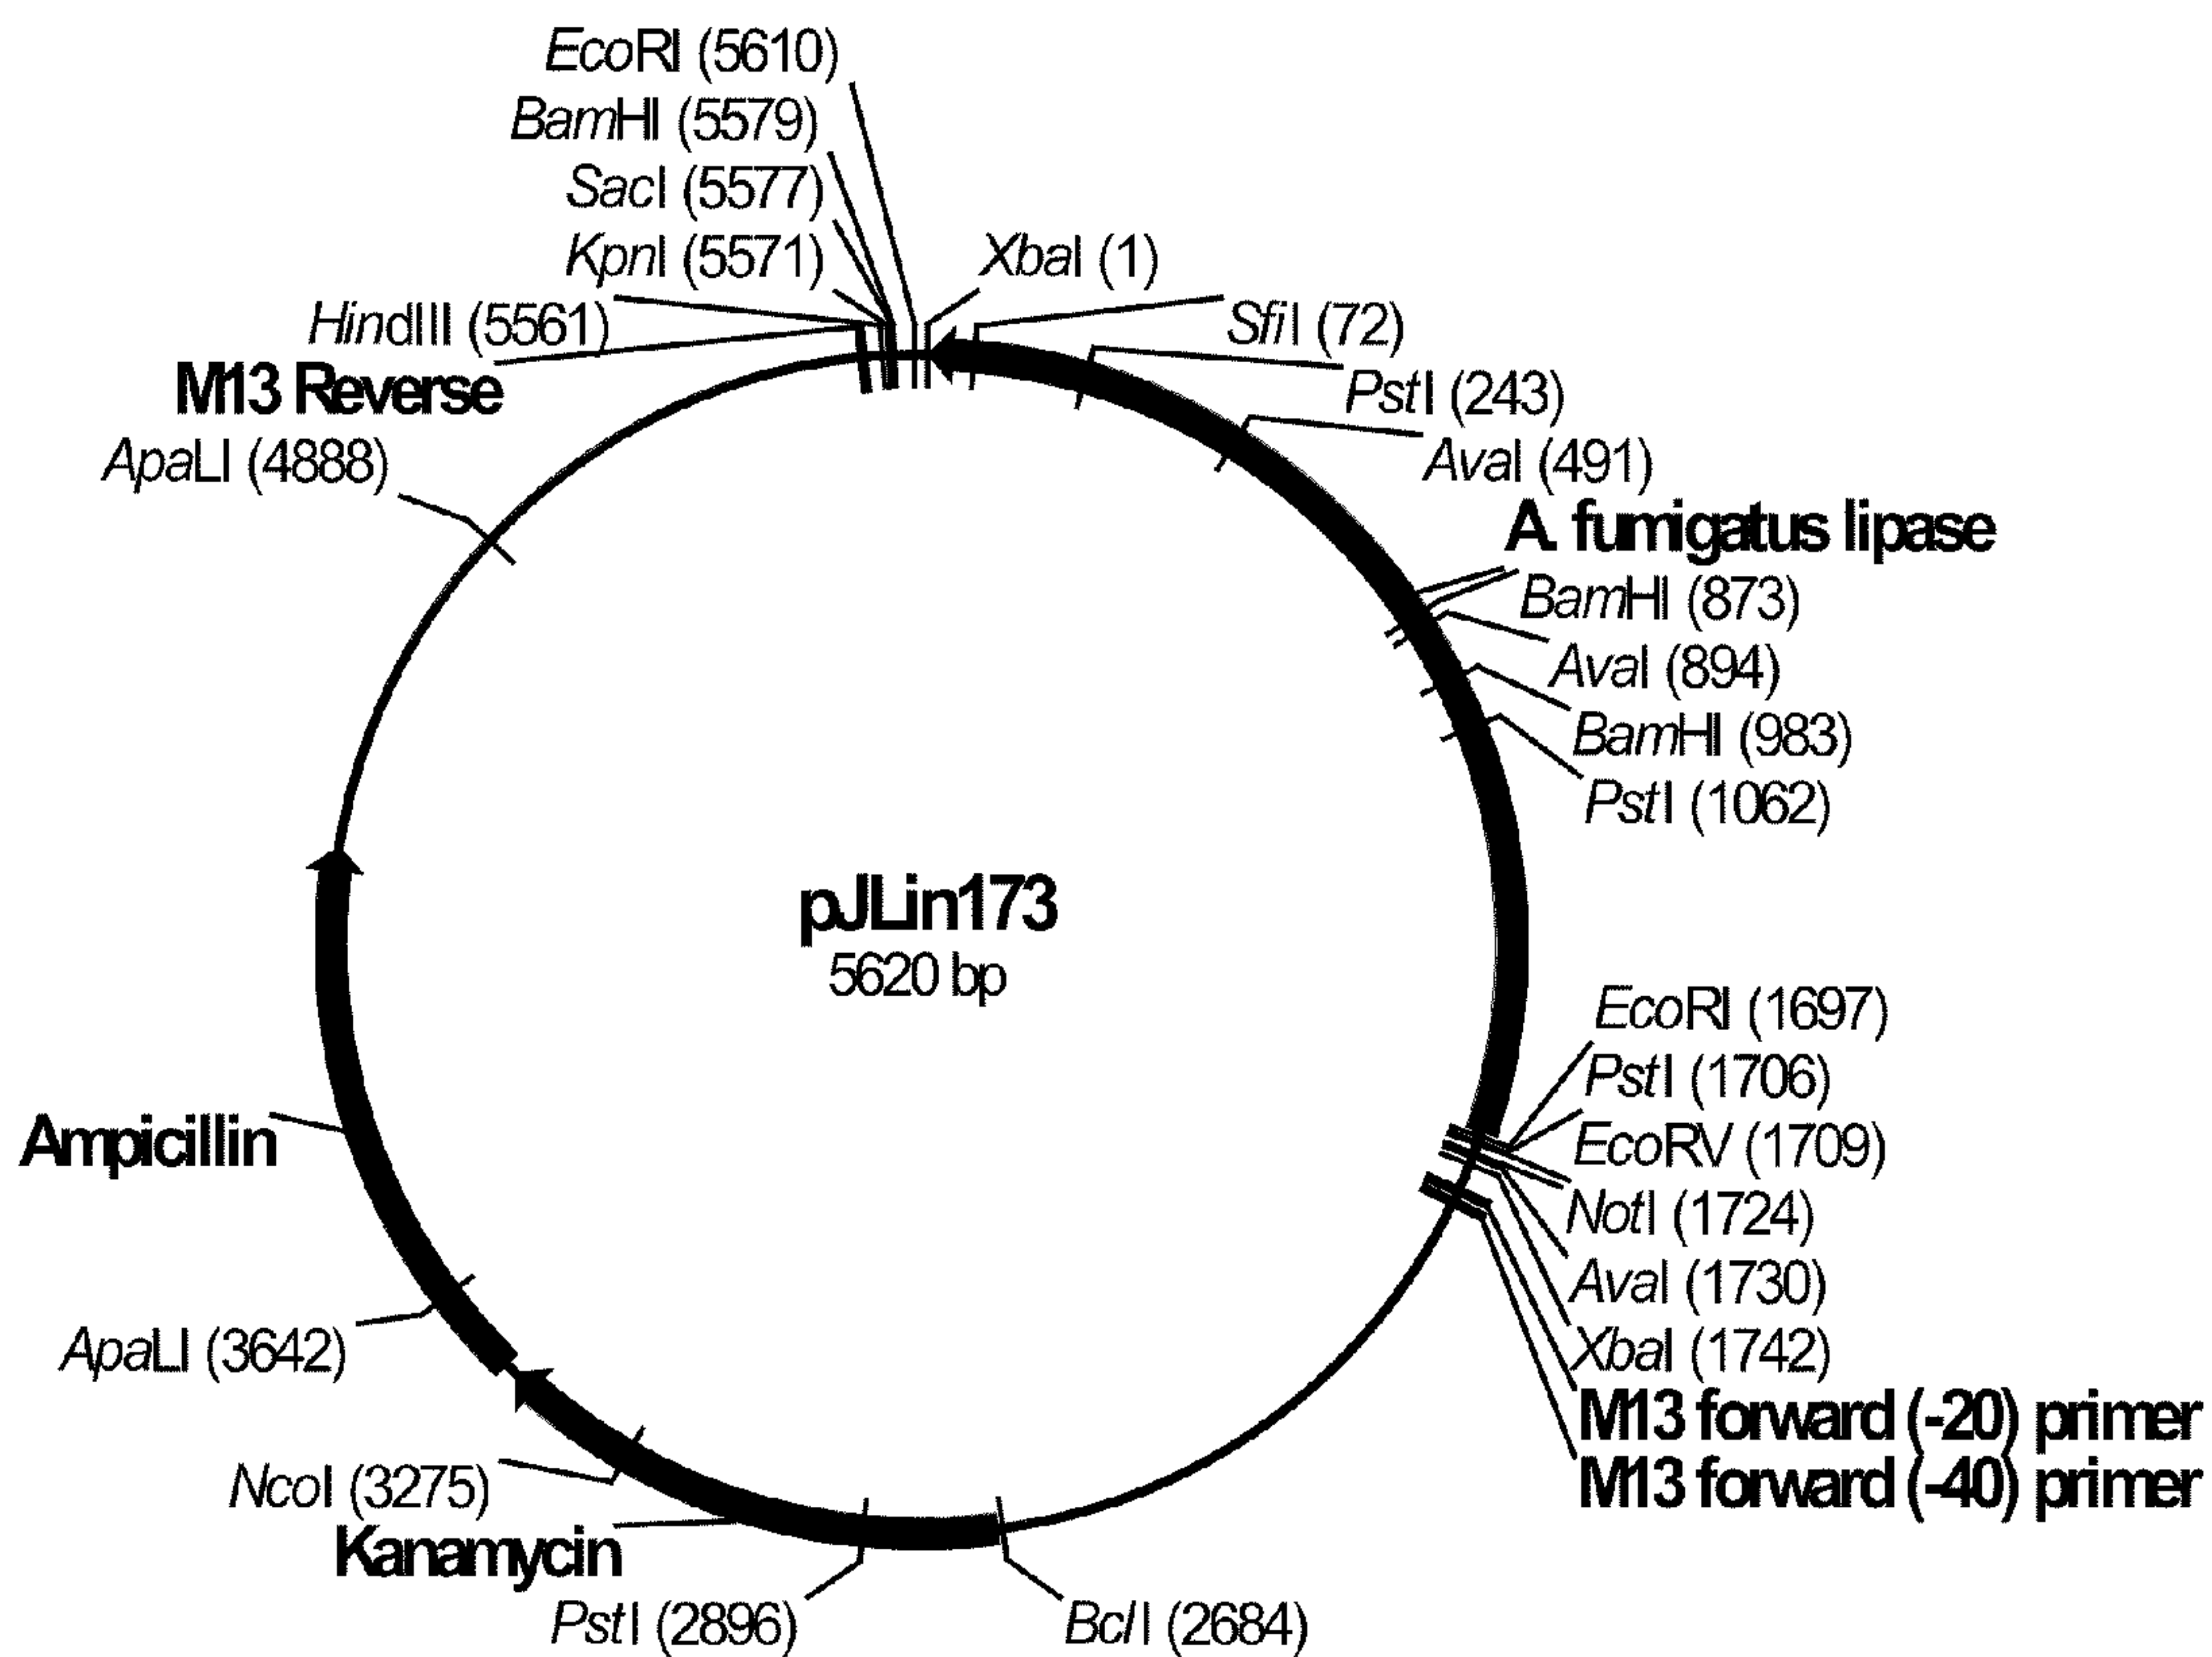 EcoRI (5610)
BamHI (5579)
SacI (5577)
KpnI (5571)
XbaI (1)
HindIII (5561)
SfiI (72)
M13 Reverse
PstI (243)
ApaLI (4888)
AvaI (491)
A. fumigatus lipase
BamHI (873)
AvaI (894)
BamHI (983)
PstI (1062)
pJLin173
5620 bp
EcoRI (1697)
PstI (1706)
Ampicillin
EcoRV (1709)
NotI (1724)
AvaI (1730)
ApaLI (3642)
XbaI (1742)
M13 forward (-20) primer
M13 forward (-40) primer
NcoI (3275)
Kanamycin
PstI (2896)
BclI (2684)